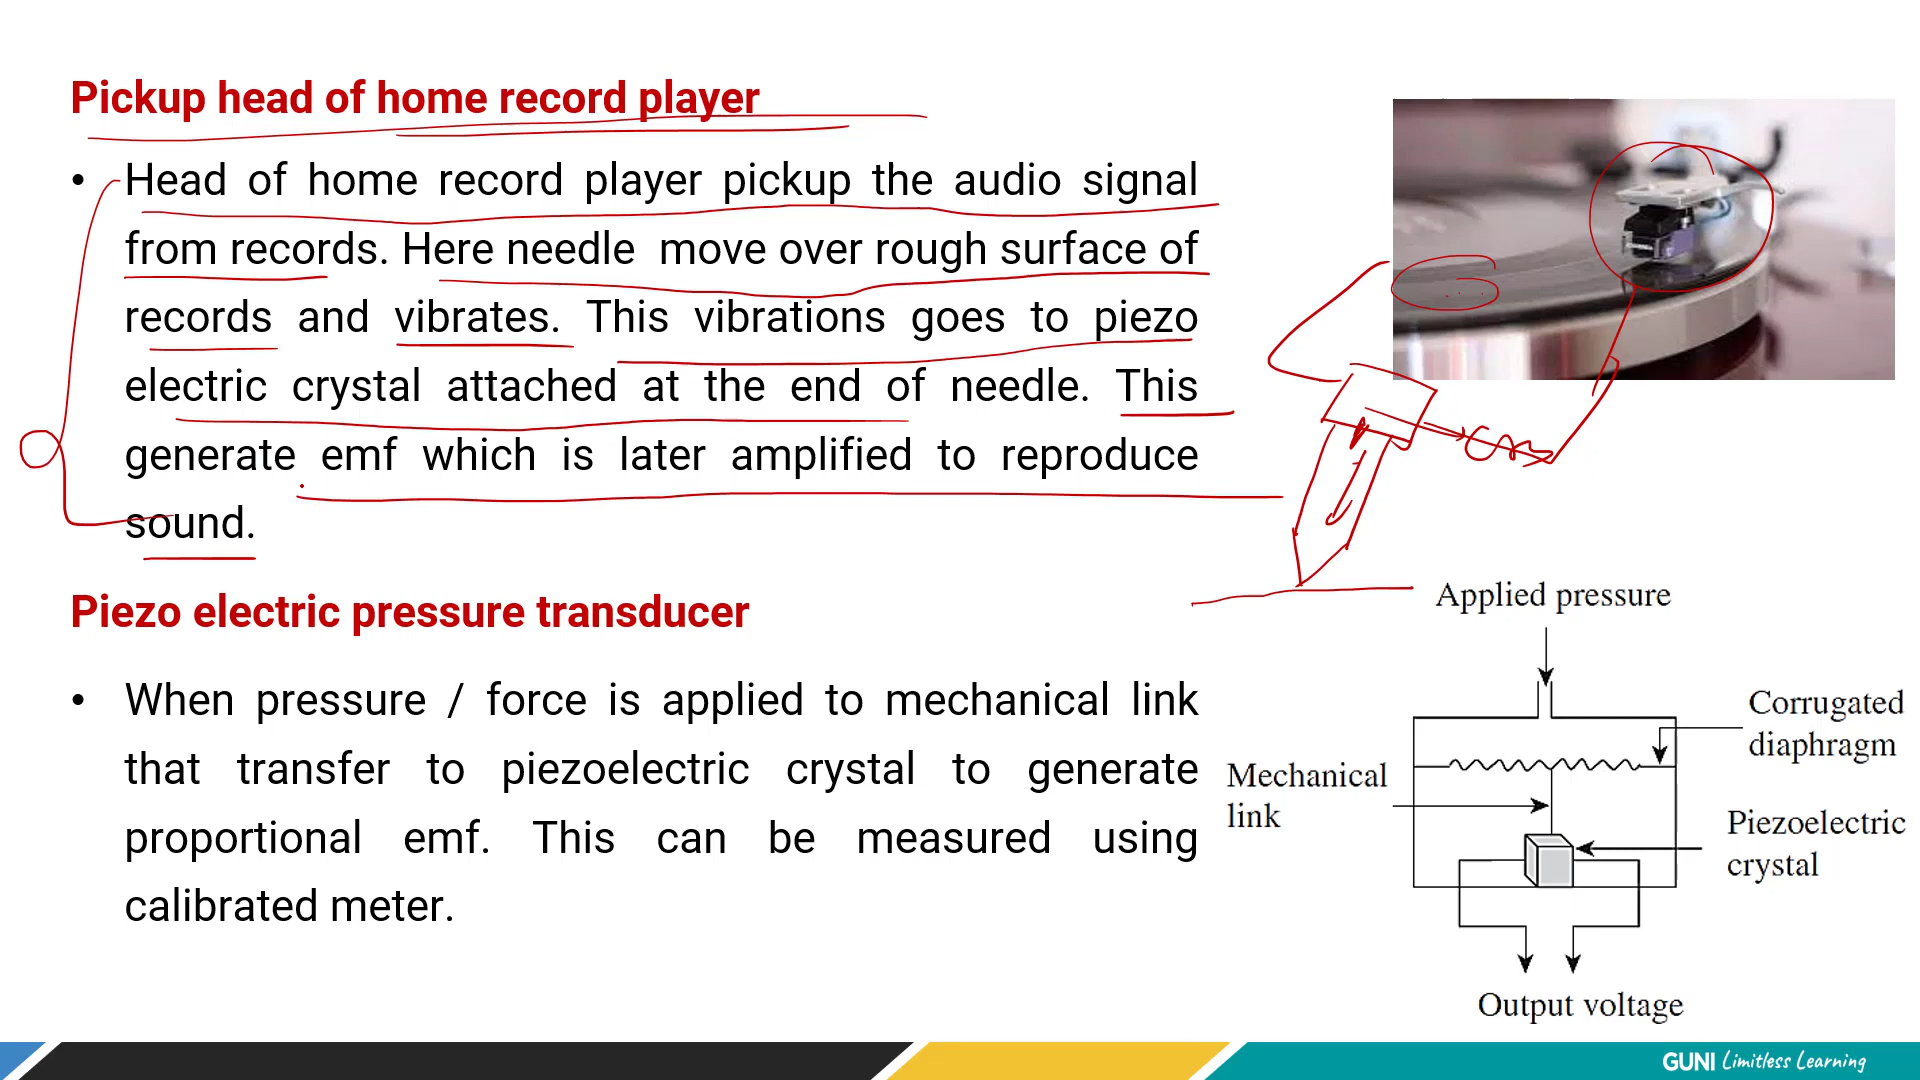 Pickup head of home record player
• Head of home record player pickup the audio signal
from records. Here needle move over rough surface of
records and vibrates. This vibrations goes to piezo
electric crystal attached at the end of needle. This
generate emf which is later amplified to reproduce
sound.
Piezo electric pressure transducer
• When pressure / force is applied to mechanical link
that transfer to piezoelectric crystal to generate
proportional emf. This can be measured using
calibrated meter.
Applied pressure
Corrugated
diaphragm
Mechanical
link
Piezoelectric
crystal
Output voltage
GUNI Limitless Learning